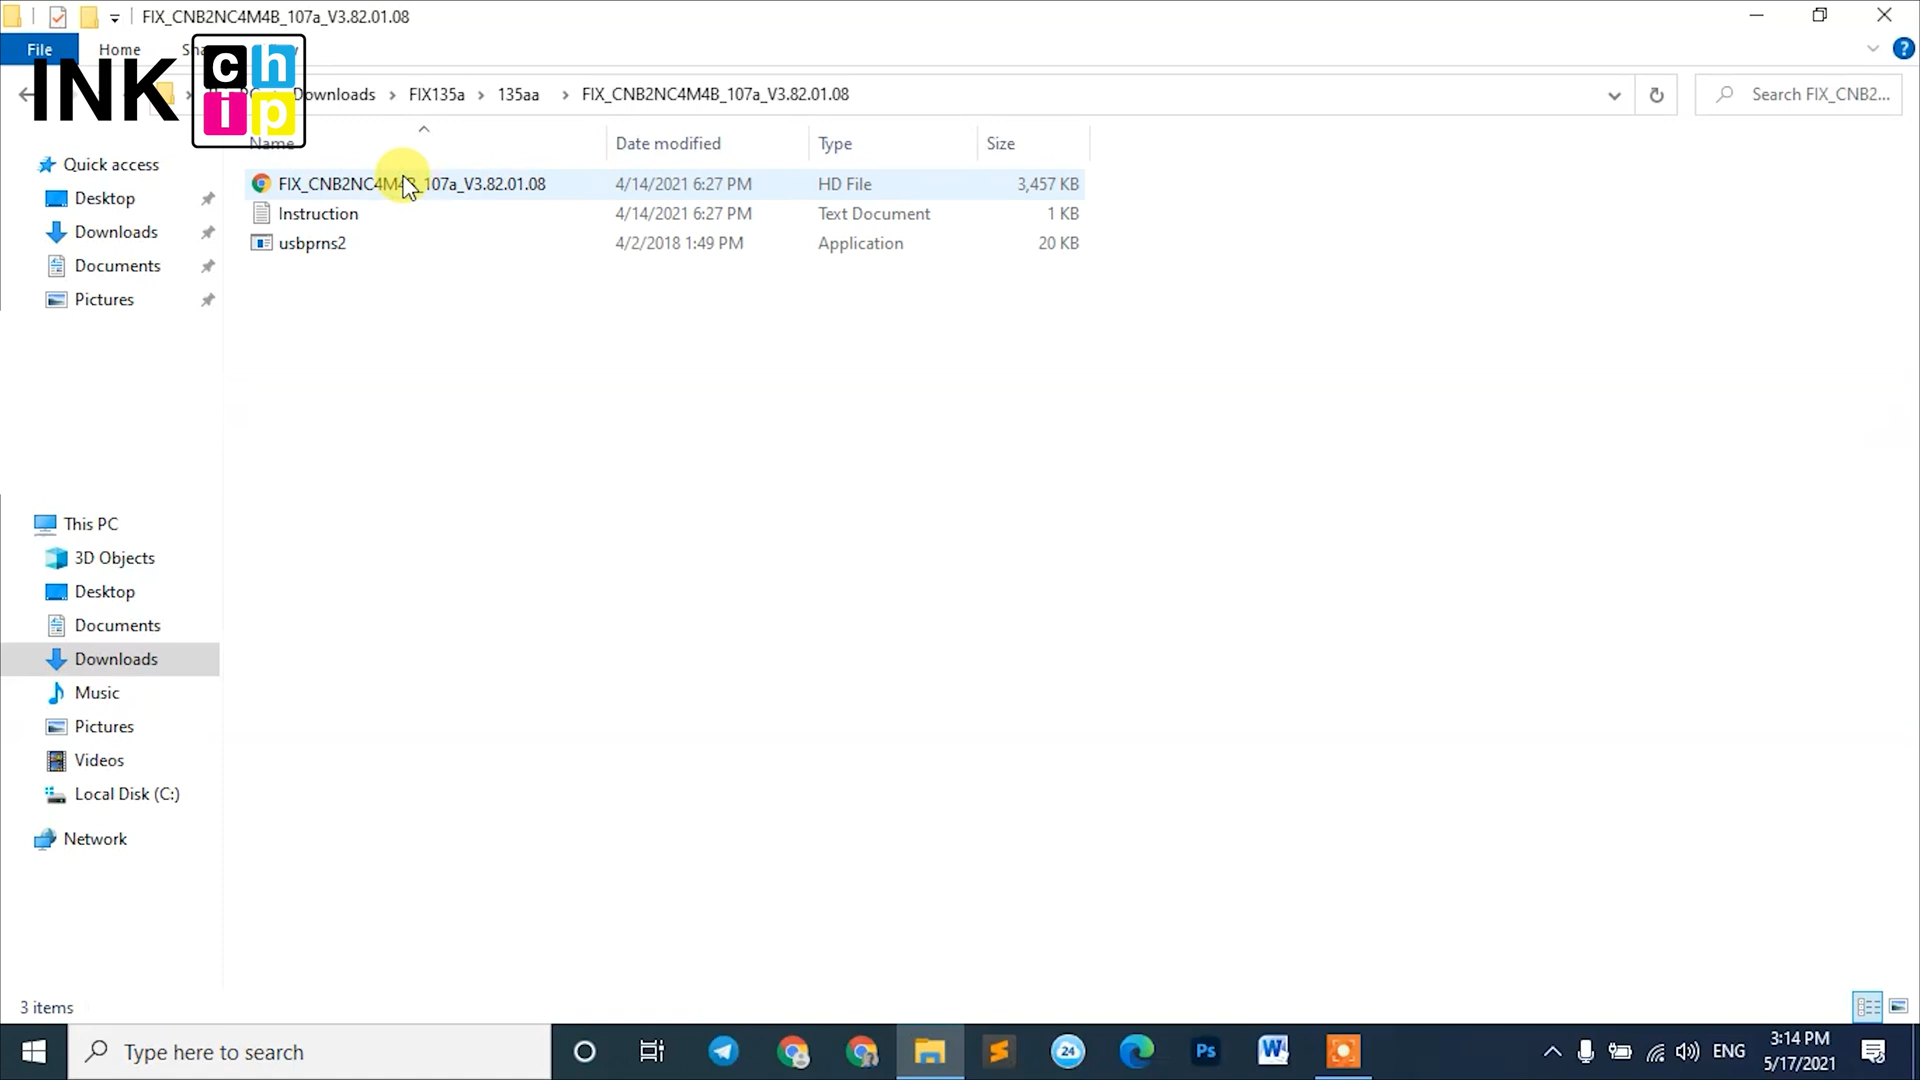 FIX_CNB2NC4M4B_107a_V3.82.01.08
File
Home
INK
ch
ip
Downloads
FIX135a
135aa
FIX_CNB2NC4M4B_107a_V3.82.01.08
Search FIX_CNB2...
Name
Date modified
Type
Size
Quick access
Desktop
Downloads
Documents
Pictures
FIX_CNB2NC4M4B_107a_V3.82.01.08 4/14/2021 6:27 PM HD File 3,457 KB
Instruction 4/14/2021 6:27 PM Text Document 1 KB
usbprns2 4/2/2018 1:49 PM Application 20 KB
This PC
3D Objects
Desktop
Documents
Downloads
Music
Pictures
Videos
Local Disk (C:)
Network
3 items
Type here to search
24
Ps
W
ENG
3:14 PM
5/17/2021